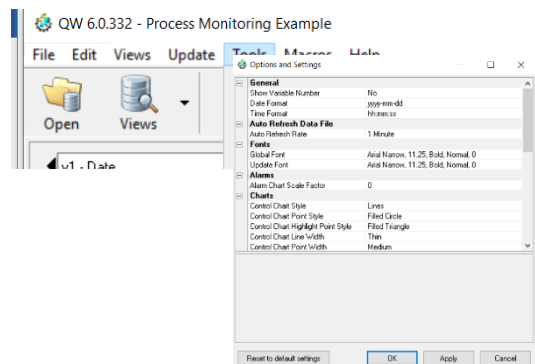 QW 6.0.332 - Process Monitoring Example
File Edit Views Update Tools Macros Help
Open Views
v1 - Date
Options and Settings
General
Show Variable Number No
Date Format yyyy-mm-dd
Time Format hh:mm:ss
Auto Refresh Data File
Auto Refresh Rate 1 Minute
Fonts
Global Font Arial Narrow, 11.25, Bold, Normal, 0
Update Font Arial Narrow, 11.25, Bold, Normal, 0
Alarms
Alarm Chart Scale Factor 0
Charts
Control Chart Style Lines
Control Chart Point Style Filled Circle
Control Chart Highlight Point Style Filled Triangle
Control Chart Line Width Thin
Control Chart Point Width Medium
Reset to default settings OK Apply Cancel